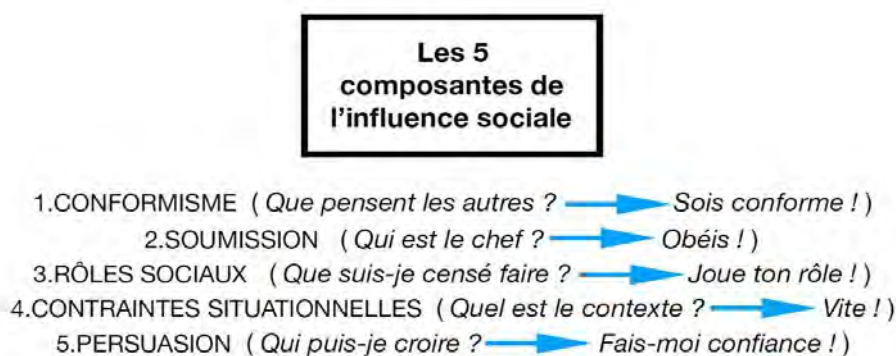 Les 5
composantes de
l'influence sociale
1.CONFORMISME ( Que pensent les autres ? Sois conforme ! )
2.SOUMISSION ( Qui est le chef ? Obéis ! )
3.RÔLES SOCIAUX ( Que suis-je censé faire ? Joue ton rôle ! )
4.CONTRAINTES SITUATIONNELLES ( Quel est le contexte ? Vite ! )
5.PERSUASION ( Qui puis-je croire ? Fais-moi confiance ! )